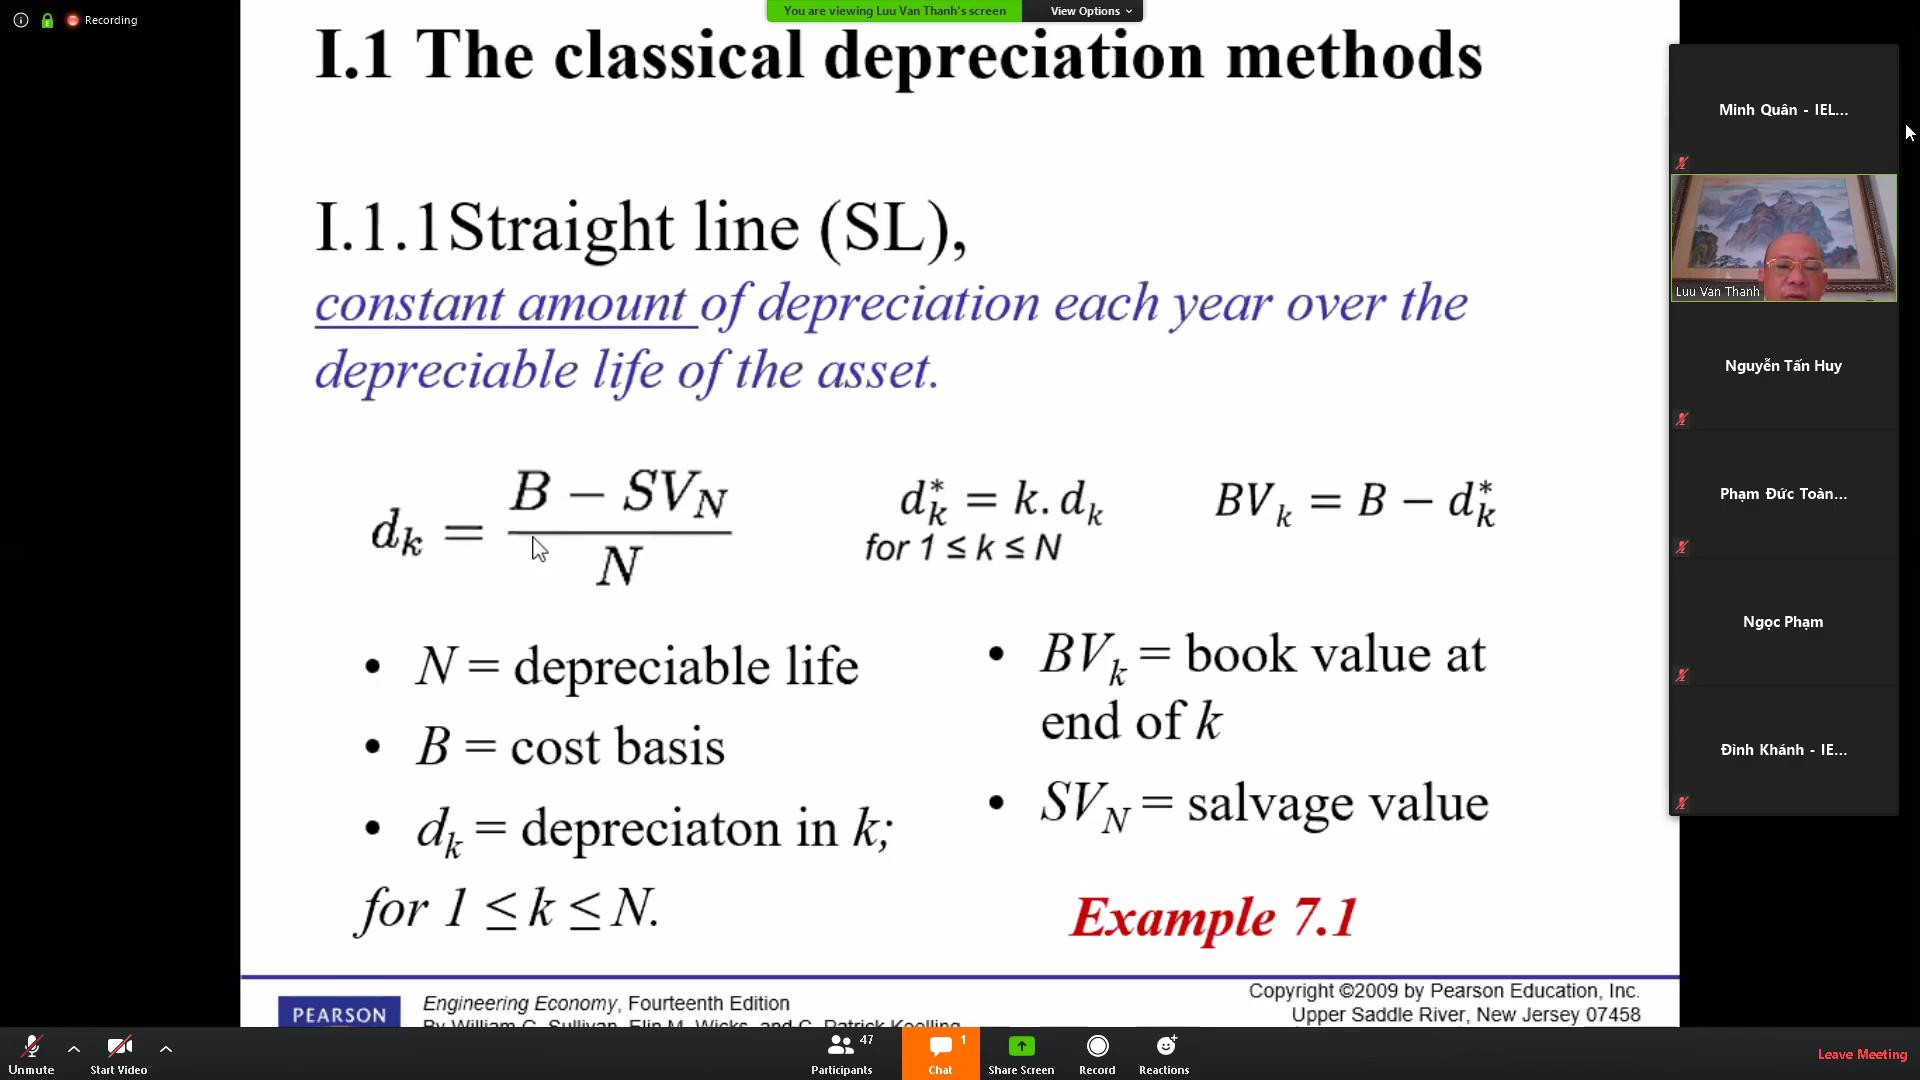 Recording
You are viewing Luu Van Thanh's screen
View Options
I.1 The classical depreciation methods
I.1.1Straight line (SL),
constant amount of depreciation each year over the
depreciable life of the asset.
d_k = (B − SV_N) / N
d*_k = k. d_k
for 1 ≤ k ≤ N
BV_k = B − d*_k
• N = depreciable life
• B = cost basis
• d_k = depreciaton in k;
for 1 ≤ k ≤ N.
• BV_k = book value at
end of k
• SV_N = salvage value
Example 7.1
PEARSON
Engineering Economy, Fourteenth Edition
By William G. Sullivan, Elin M. Wicks, and C. Patrick Koelling
Copyright ©2009 by Pearson Education, Inc.
Upper Saddle River, New Jersey 07458
Minh Quân - IEL...
Luu Van Thanh
Nguyễn Tấn Huy
Phạm Đức Toàn...
Ngọc Phạm
Đình Khánh - IE...
Unmute
Start Video
47
Participants
1
Chat
Share Screen
Record
Reactions
Leave Meeting